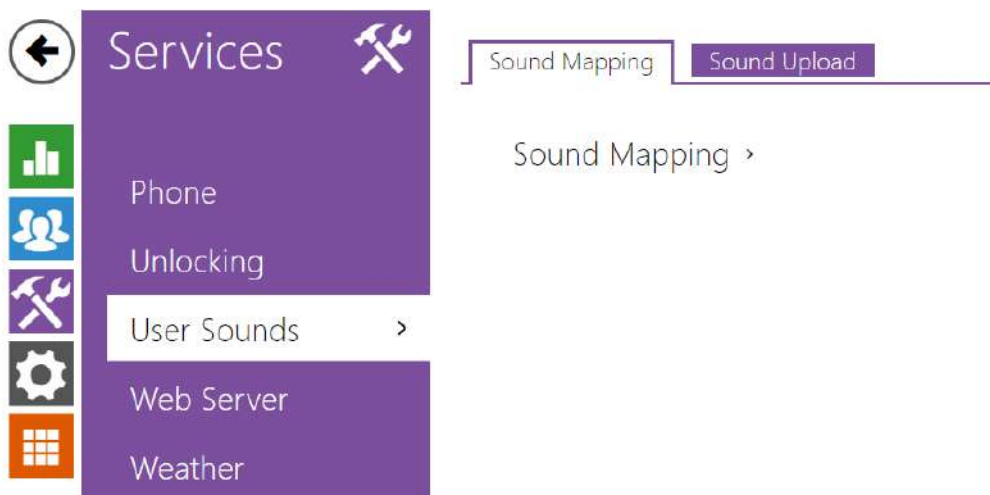 Services
Phone
Unlocking
User Sounds
Web Server
Weather
Sound Mapping
Sound Upload
Sound Mapping